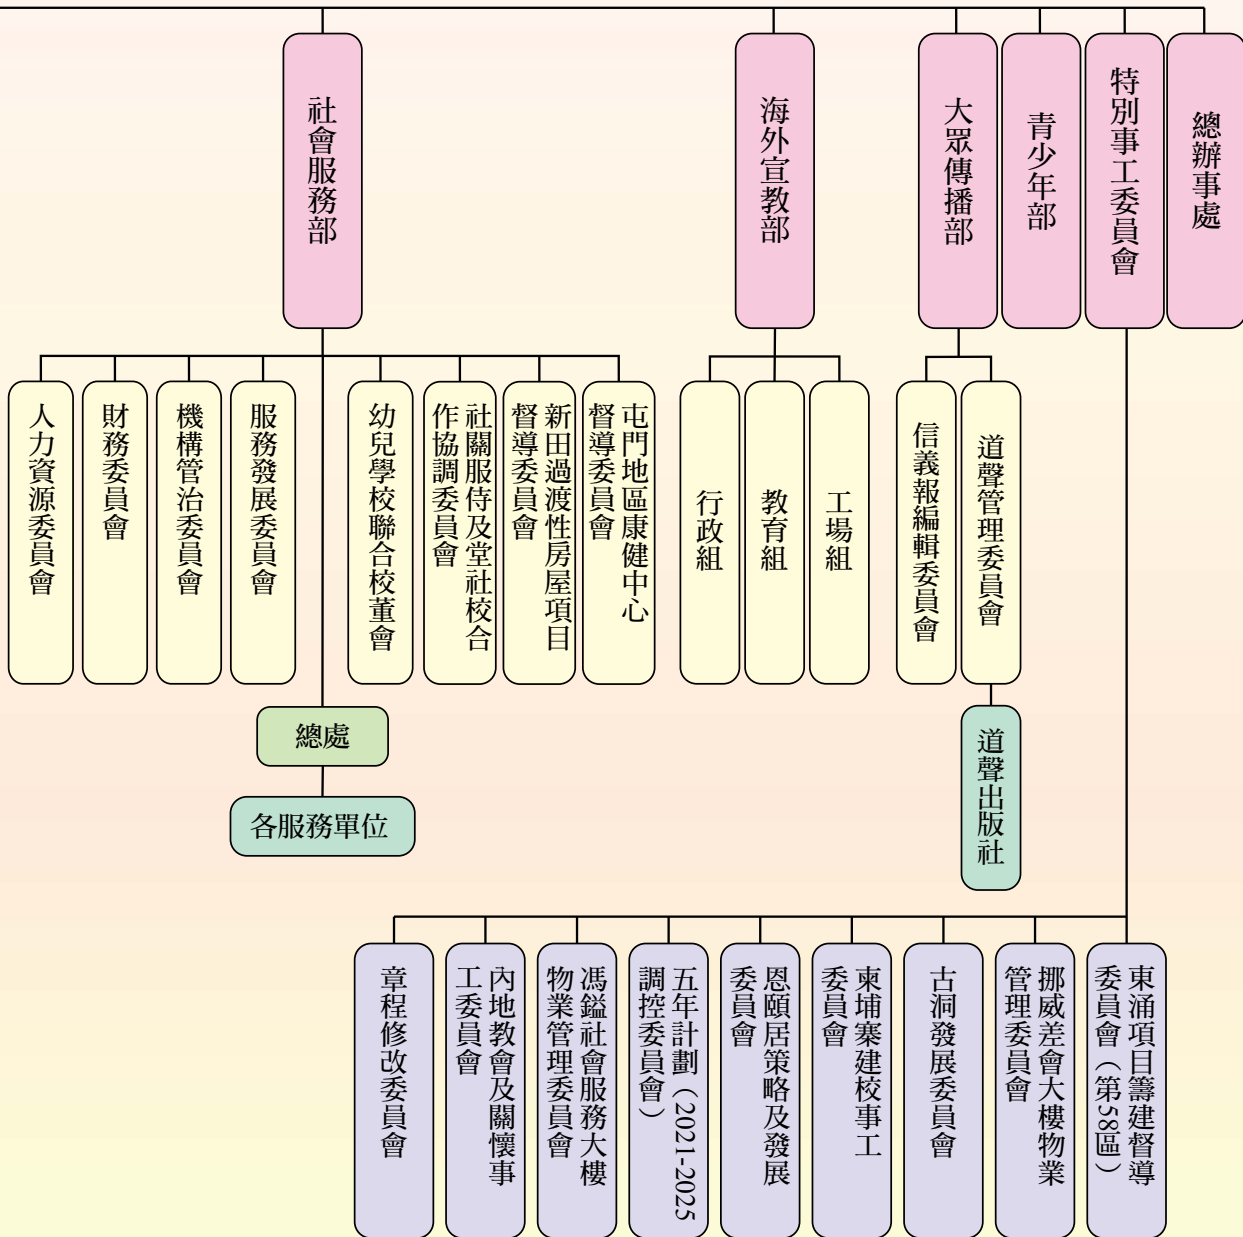 社會服務部
海外宣教部
大眾傳播部
青少年部
特別事工委員會
總辦事處
人力資源委員會
財務委員會
機構管治委員會
服務發展委員會
幼兒學校聯合校董會
社關服侍及堂社校合
作協調委員會
新田過渡性房屋項目
督導委員會
屯門地區康健中心
督導委員會
行政組
教育組
工場組
信義報編輯委員會
道聲管理委員會
總處
各服務單位
道聲出版社
章程修改委員會
內地教會及關懷事
工委員會
馮鎰社會服務大樓
物業管理委員會
五年計劃（2021-2025
調控委員會）
恩頤居策略及發展
委員會
柬埔寨建校事工
委員會
古洞發展委員會
挪威差會大樓物業
管理委員會
東涌項目籌建督導
委員會（第58區）